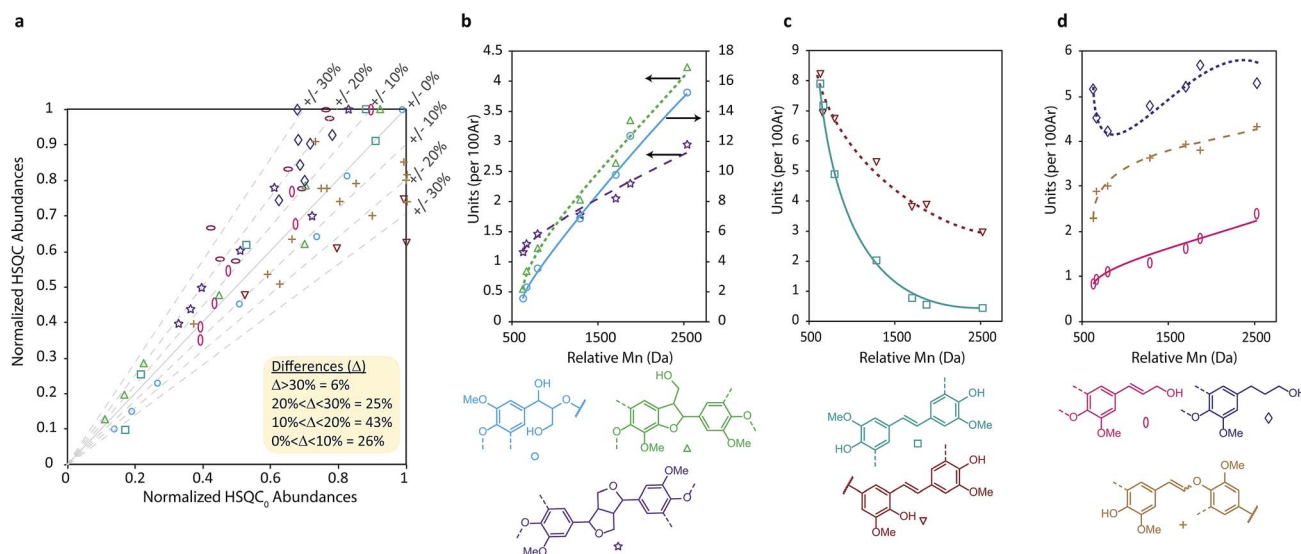 a
b
c
d
+/-30%
+/- 20%
+/- 10%
+/- 0%
+/- 10%
+/- 20%
+/-30%
1
0.9
0.8
0.7
0.6
0.5
0.4
0.3
0.2
0.1
0
Normalized HSQC Abundances
Differences (Δ)
Δ>30% = 6%
20%<Δ<30% = 25%
10%<Δ<20% = 43%
0%<Δ<10% = 26%
0 0.2 0.4 0.6 0.8 1
Normalized HSQC₀ Abundances
4.5
4
3.5
3
2.5
2
1.5
1
0.5
0
Units (per 100Ar)
18
16
14
12
10
8
6
4
2
0
500 1500 2500
Relative Mn (Da)
9
8
7
6
5
4
3
2
1
0
Units (per 100Ar)
500 1500 2500
Relative Mn (Da)
6
5
4
3
2
1
0
Units (per 100Ar)
500 1500 2500
Relative Mn (Da)
OH
MeO
O
HO
O
HO
O
OMe
O
OMe
OMe
O
O
O
O
MeO
OH
MeO
OMe
HO
OH
OMe
OH
OMe
OH
O
OMe
OH
O
OMe
OMe
O
O
HO
OMe